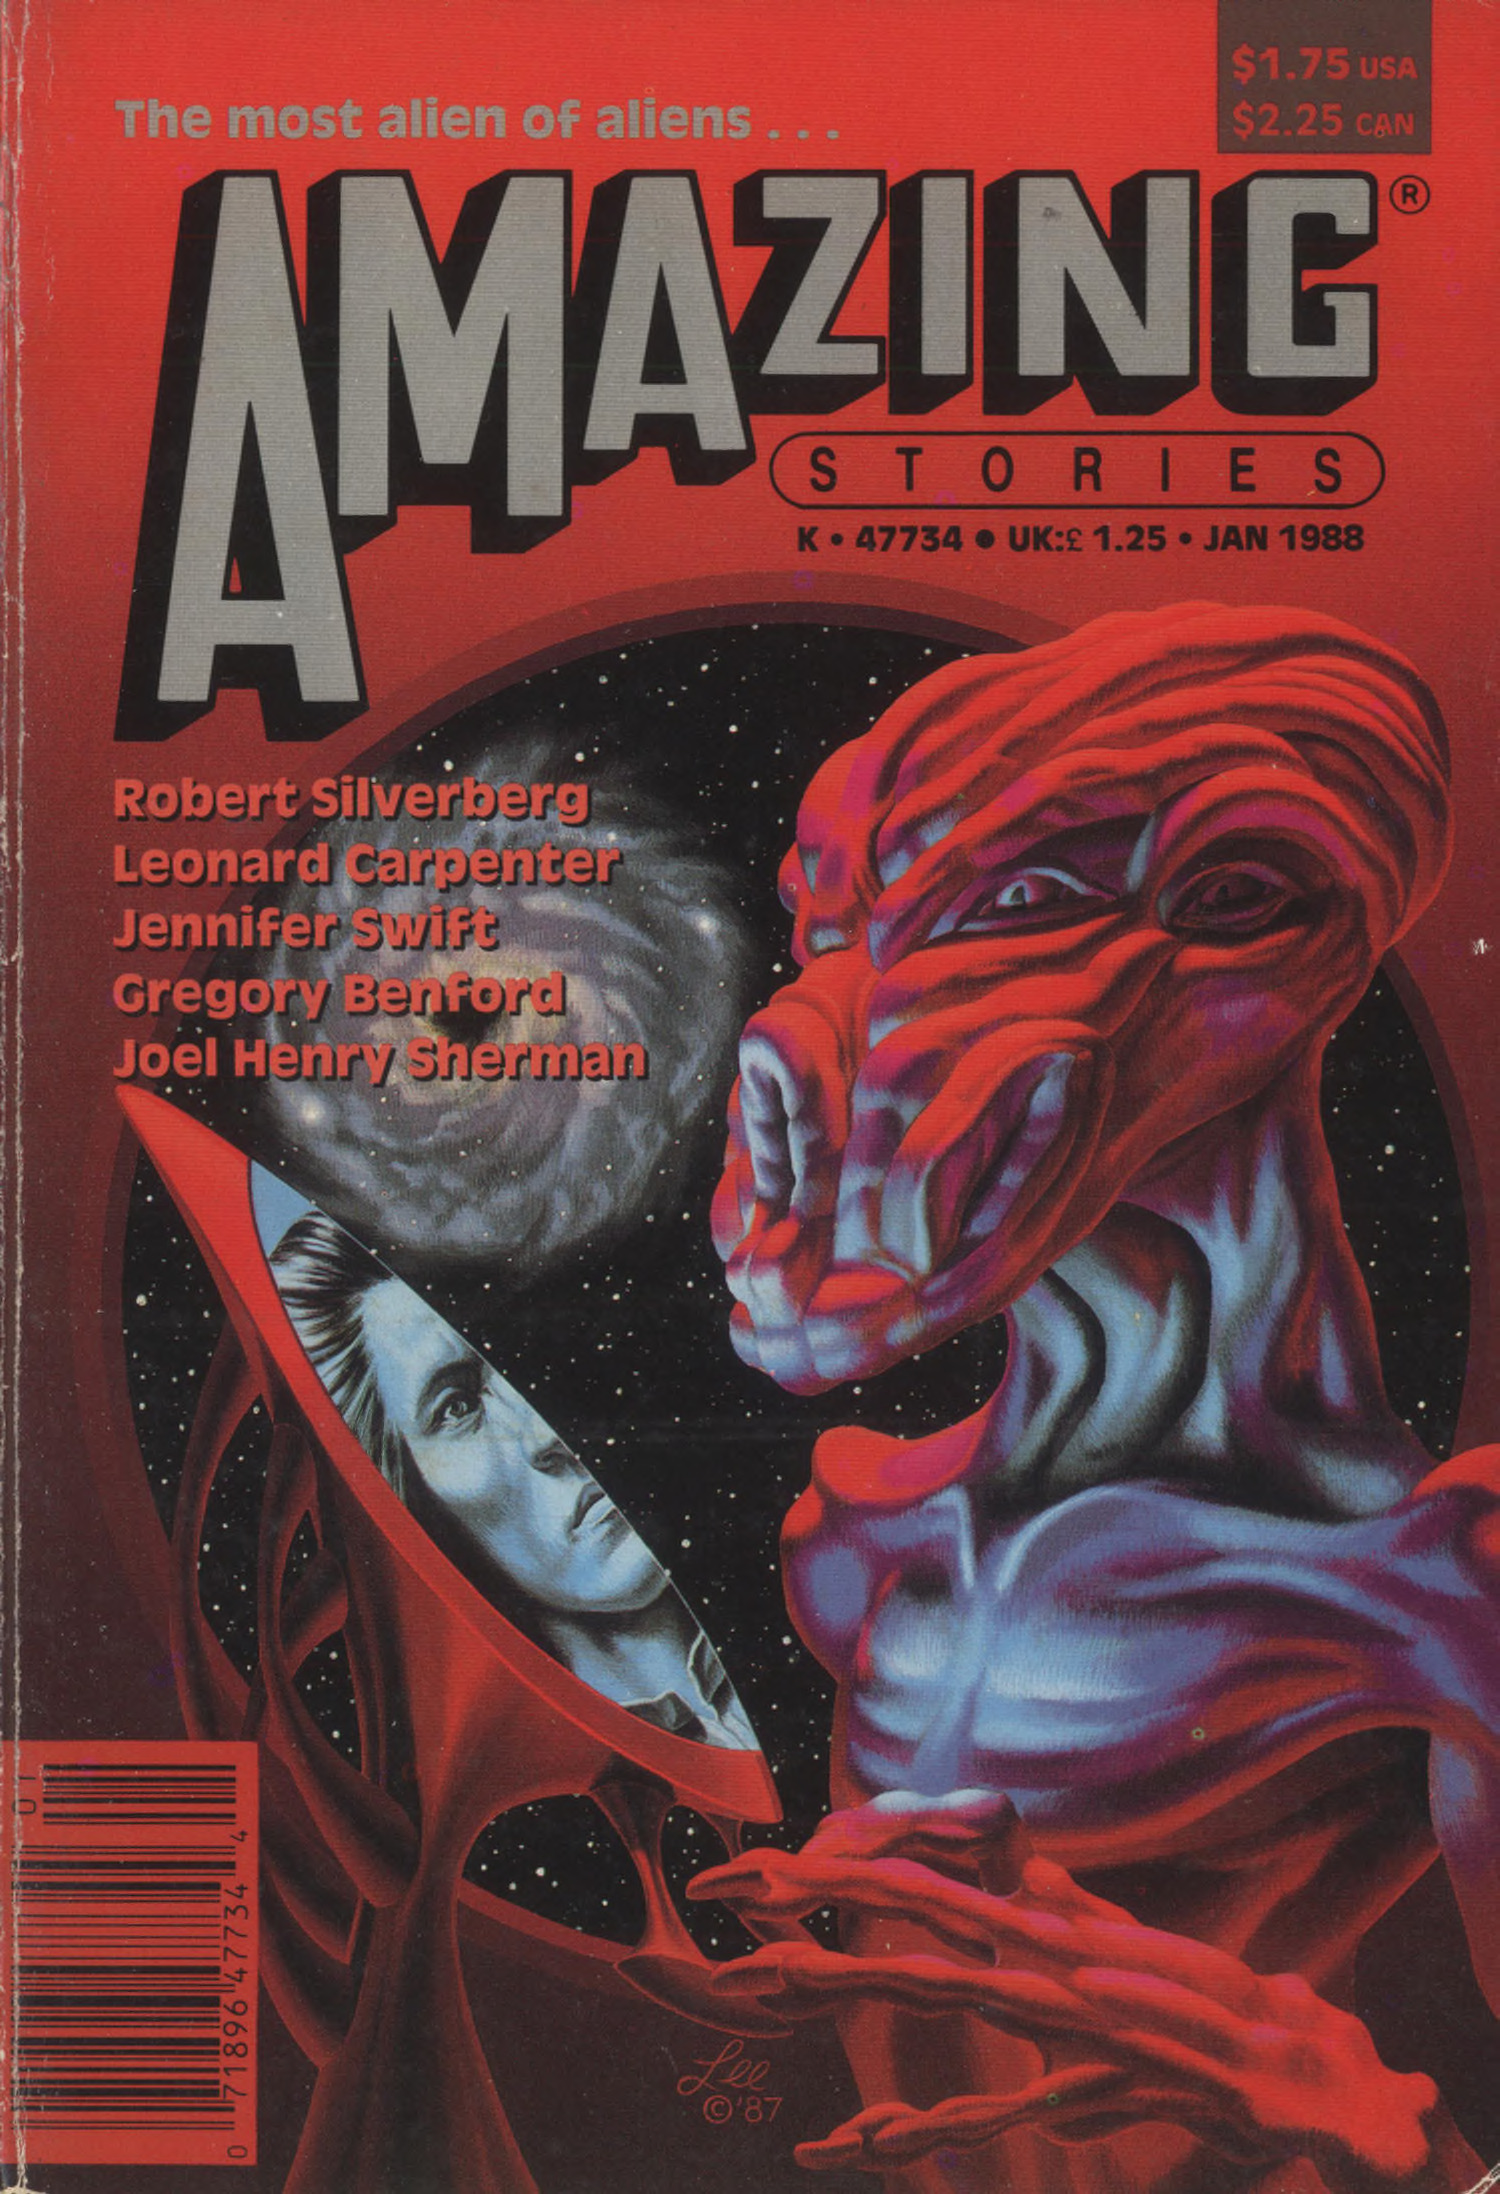 $1.75 USA
$2.25 CAN
The most alien of aliens . . .
AMAZING®
STORIES
K • 47734 • UK:£ 1.25 • JAN 1988
Robert Silverberg
Leonard Carpenter
Jennifer Swift
Gregory Benford
Joel Henry Sherman
01
0 71896 47734 4
Lee
©'87